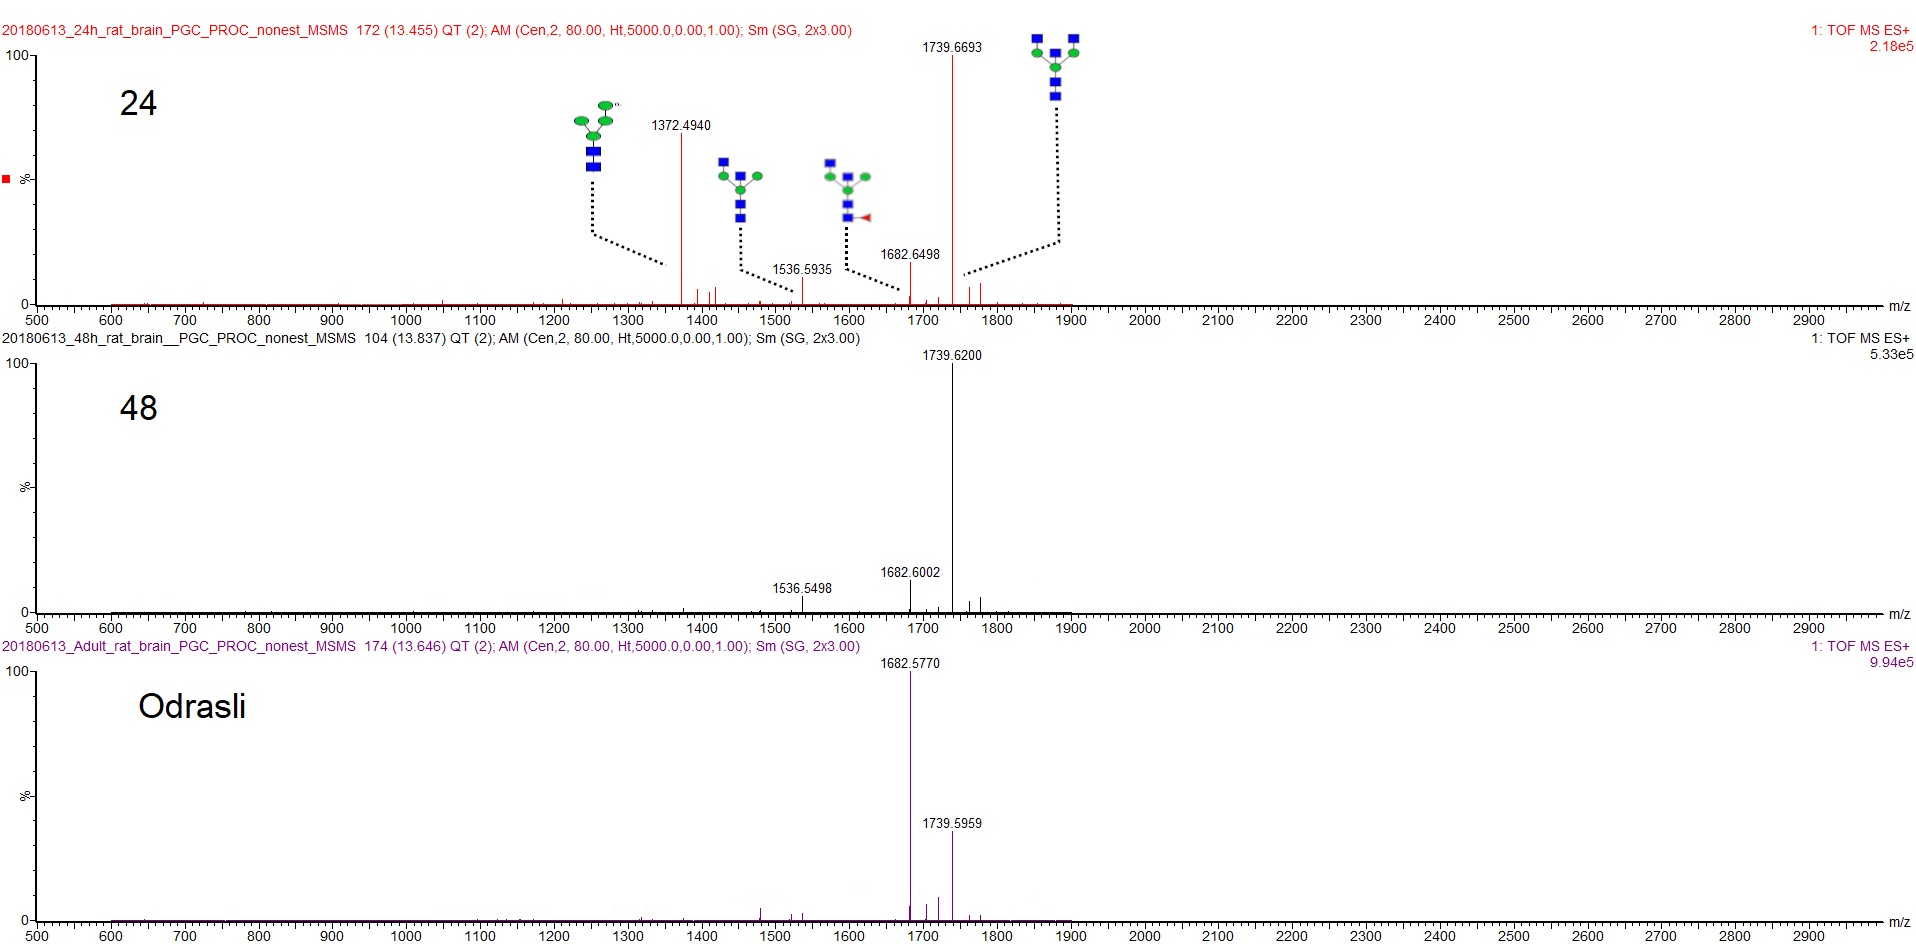 20180613_24h_rat_brain_PGC_PROC_nonest_MSMS 172 (13.455) QT (2); AM (Cen,2, 80.00, Ht,5000.0,0.00,1.00); Sm (SG, 2x3.00)
1: TOF MS ES+
2.18e5
100
%
0
24
1372.4940
1536.5935
1682.6498
1739.6693
500 600 700 800 900 1000 1100 1200 1300 1400 1500 1600 1700 1800 1900 2000 2100 2200 2300 2400 2500 2600 2700 2800 2900 m/z
20180613_48h_rat_brain__PGC_PROC_nonest_MSMS 104 (13.837) QT (2); AM (Cen,2, 80.00, Ht,5000.0,0.00,1.00); Sm (SG, 2x3.00)
1: TOF MS ES+
5.33e5
100
%
0
48
1536.5498
1682.6002
1739.6200
500 600 700 800 900 1000 1100 1200 1300 1400 1500 1600 1700 1800 1900 2000 2100 2200 2300 2400 2500 2600 2700 2800 2900 m/z
20180613_Adult_rat_brain_PGC_PROC_nonest_MSMS 174 (13.646) QT (2); AM (Cen,2, 80.00, Ht,5000.0,0.00,1.00); Sm (SG, 2x3.00)
1: TOF MS ES+
9.94e5
100
%
0
Odrasli
1682.5770
1739.5959
500 600 700 800 900 1000 1100 1200 1300 1400 1500 1600 1700 1800 1900 2000 2100 2200 2300 2400 2500 2600 2700 2800 2900 m/z